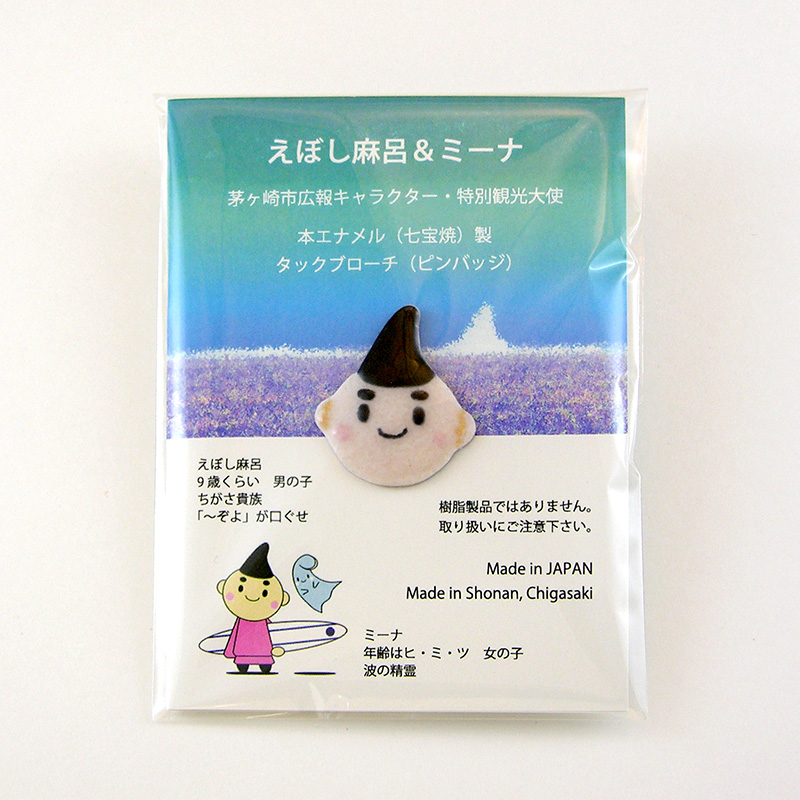 えぼし麻呂＆ミーナ
茅ヶ崎市広報キャラクター・特別観光大使
本エナメル（七宝焼）製
タックブローチ（ピンバッジ）
えぼし麻呂
9歳くらい　男の子
ちがさ貴族
「～ぞよ」が口ぐせ
樹脂製品ではありません。
取り扱いにご注意下さい。
Made in JAPAN
Made in Shonan, Chigasaki
ミーナ
年齢はヒ・ミ・ツ　女の子
波の精霊